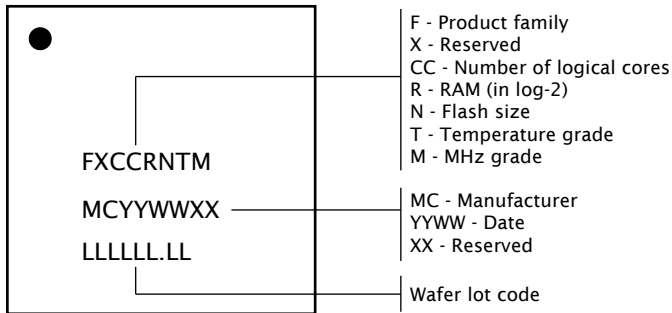 F - Product family
X - Reserved
CC - Number of logical cores
R - RAM (in log-2)
N - Flash size
T - Temperature grade
M - MHz grade
FXCCRNTM
MCYYWWXX
MC - Manufacturer
YYWW - Date
XX - Reserved
LLLLLL.LL
Wafer lot code